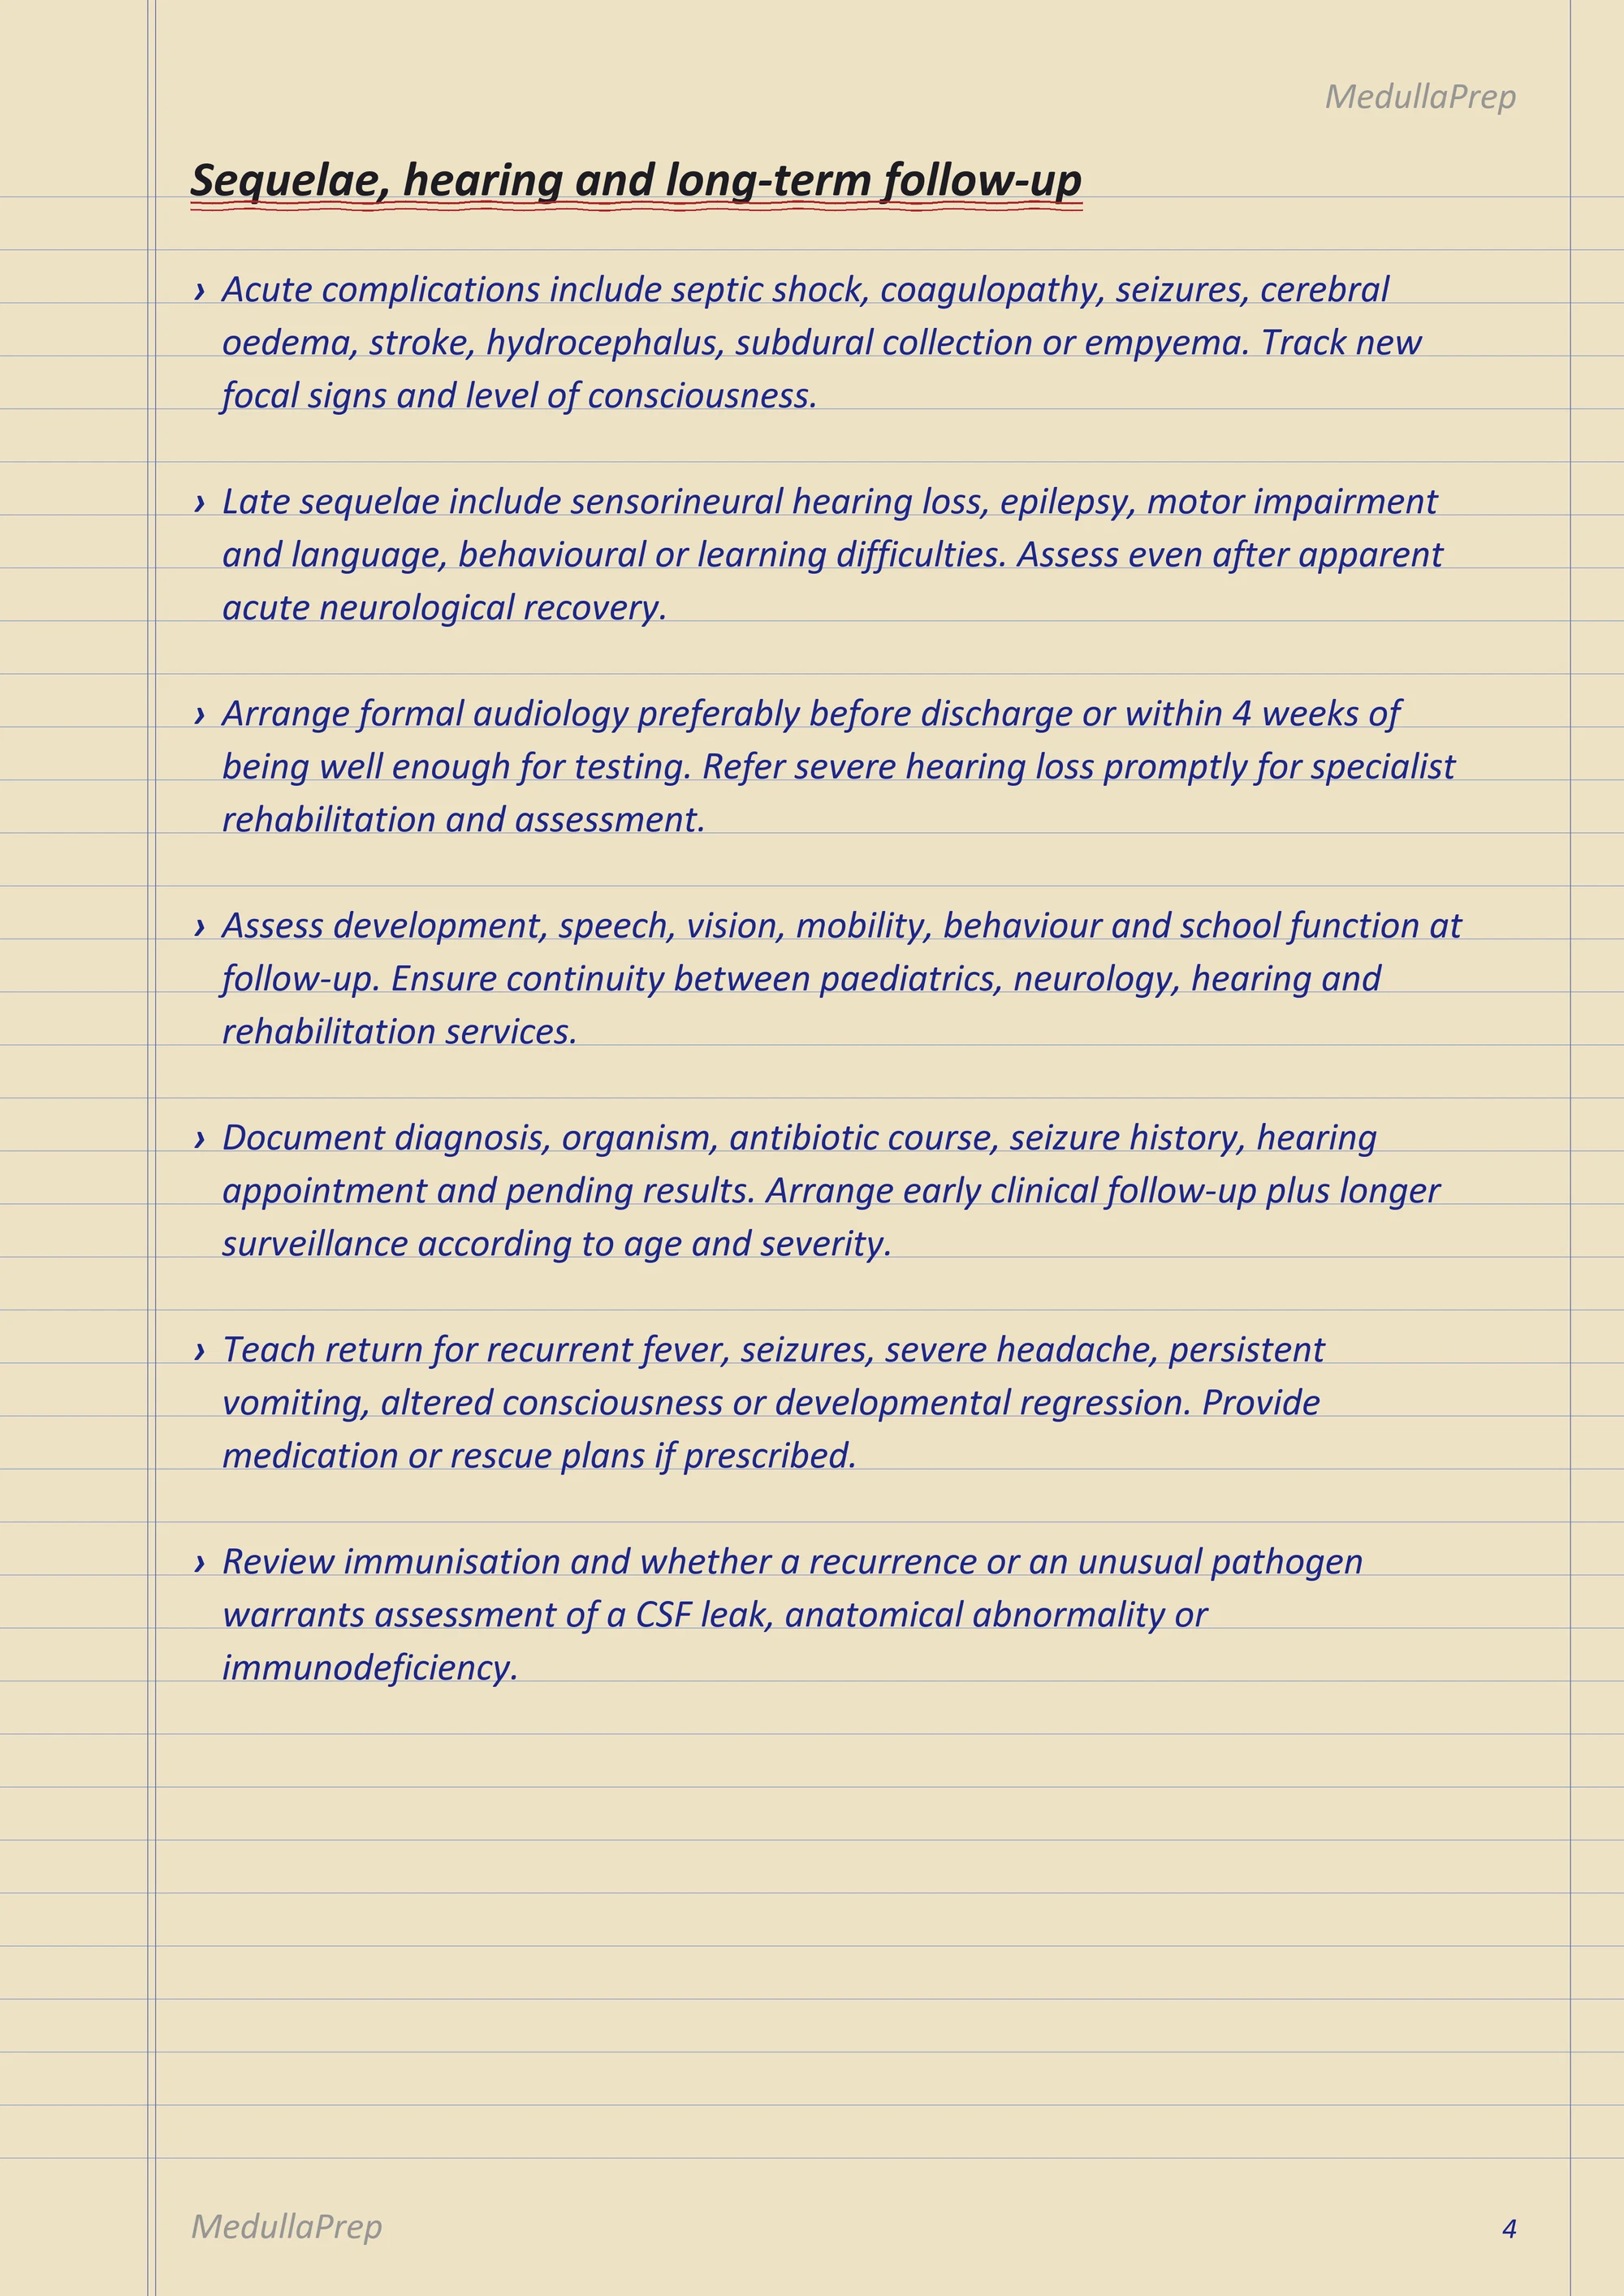 MedullaPrep
Sequelae, hearing and long-term follow-up
› Acute complications include septic shock, coagulopathy, seizures, cerebral
oedema, stroke, hydrocephalus, subdural collection or empyema. Track new
focal signs and level of consciousness.
› Late sequelae include sensorineural hearing loss, epilepsy, motor impairment
and language, behavioural or learning difficulties. Assess even after apparent
acute neurological recovery.
› Arrange formal audiology preferably before discharge or within 4 weeks of
being well enough for testing. Refer severe hearing loss promptly for specialist
rehabilitation and assessment.
› Assess development, speech, vision, mobility, behaviour and school function at
follow-up. Ensure continuity between paediatrics, neurology, hearing and
rehabilitation services.
› Document diagnosis, organism, antibiotic course, seizure history, hearing
appointment and pending results. Arrange early clinical follow-up plus longer
surveillance according to age and severity.
› Teach return for recurrent fever, seizures, severe headache, persistent
vomiting, altered consciousness or developmental regression. Provide
medication or rescue plans if prescribed.
› Review immunisation and whether a recurrence or an unusual pathogen
warrants assessment of a CSF leak, anatomical abnormality or
immunodeficiency.
MedullaPrep
4